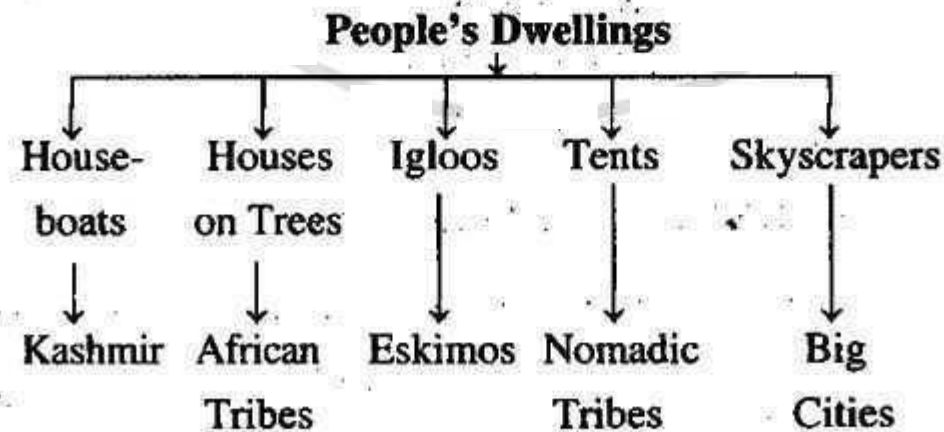 People's Dwellings
House- Houses Igloos Tents Skyscrapers
boats on Trees
Kashmir African Eskimos Nomadic Big
Tribes Tribes Cities